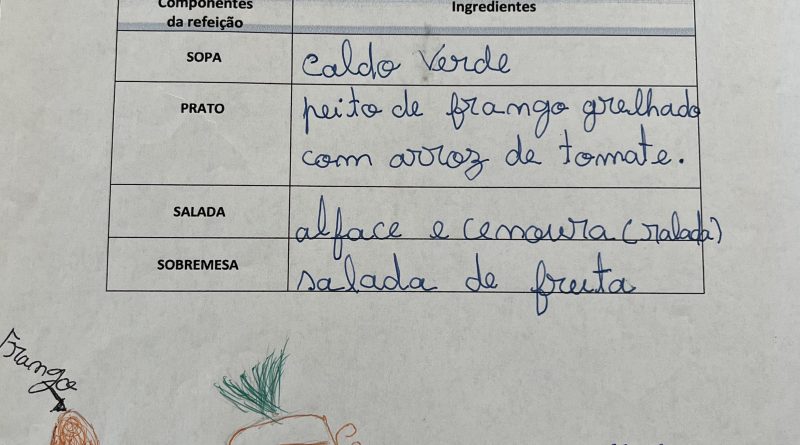 Componentes
da refeição
Ingredientes
SOPA
caldo verde
PRATO
peito de frango grelhado
com arroz de tomate.
SALADA
alface e cenoura (ralada)
SOBREMESA
salada de fruta
Frango